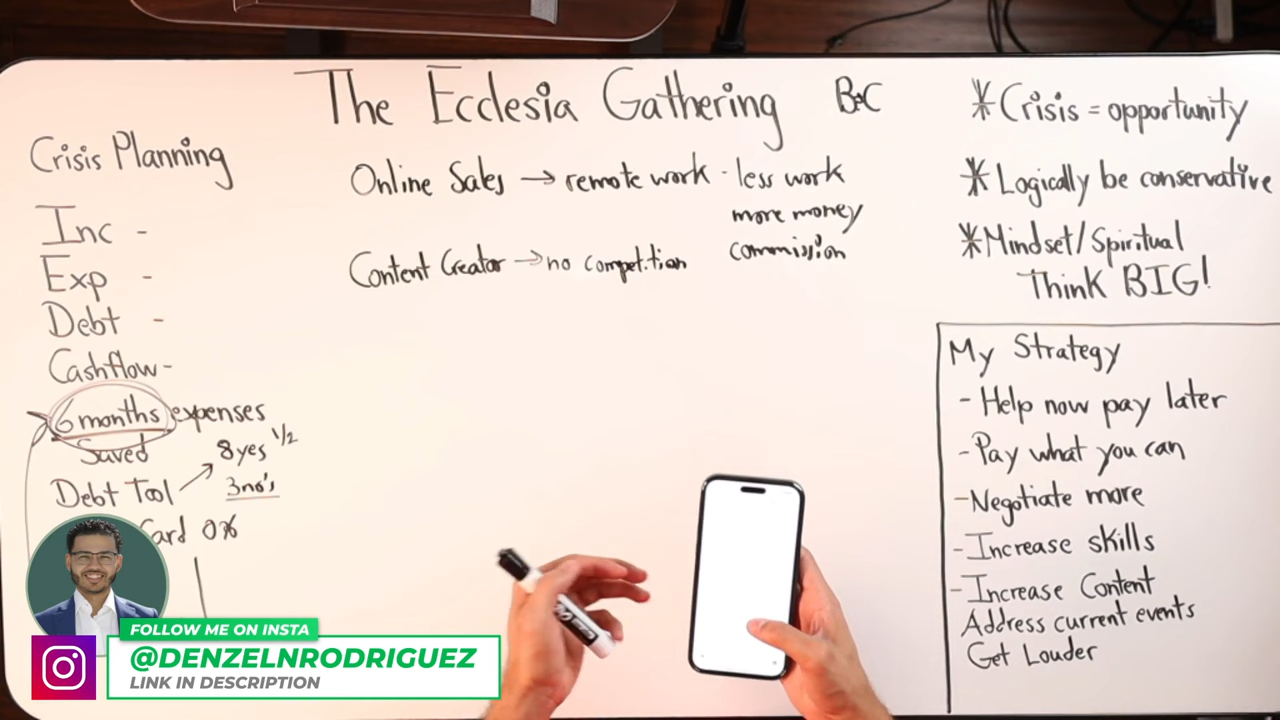 The Ecclesia Gathering
Crisis Planning
Inc -
Exp -
Debt -
Cashflow-
6 months expenses
Saved
Debt Tool
8 yes 1/2
3 no's
Card 0%
Online Sales → remote work - less work
more money
commission
Content Creator → no competition
* Crisis = opportunity
* Logically be conservative
* Mindset/Spiritual
Think BIG!
My Strategy
- Help now pay later
- Pay what you can
- Negotiate more
- Increase skills
- Increase Content
Address current events
Get Louder
FOLLOW ME ON INSTA
@DENZELNRODRIGUEZ
LINK IN DESCRIPTION